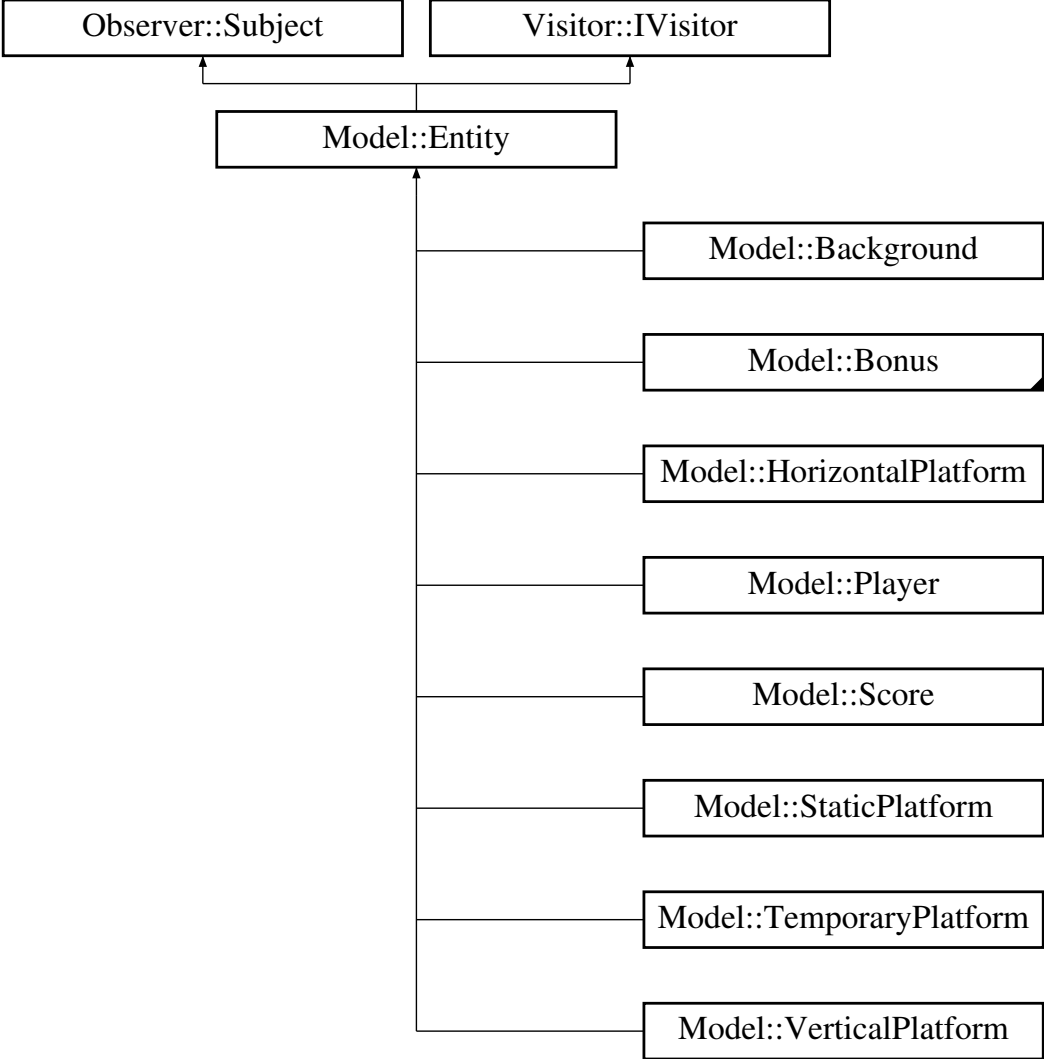 Observer::Subject
Visitor::IVisitor
Model::Entity
Model::Background
Model::Bonus
Model::HorizontalPlatform
Model::Player
Model::Score
Model::StaticPlatform
Model::TemporaryPlatform
Model::VerticalPlatform